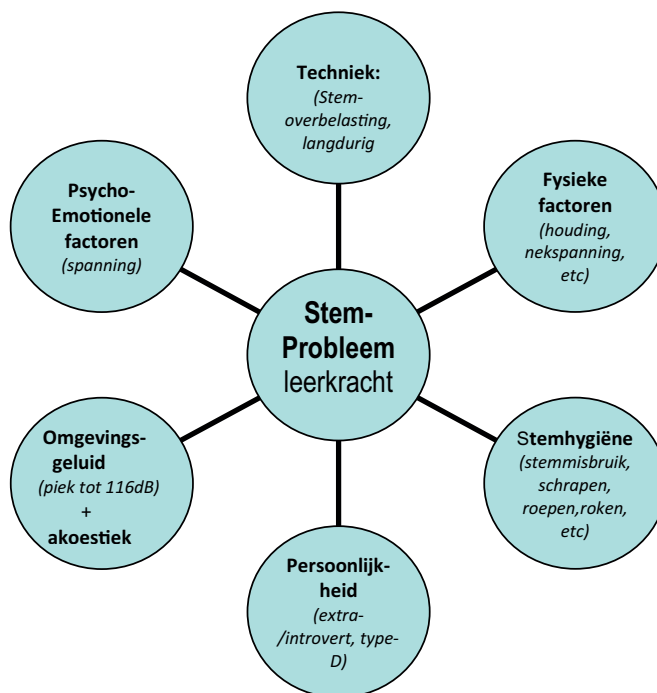 Techniek:
(Stem-
overbelasting,
langdurig
Psycho-
Emotionele
factoren
(spanning)
Fysieke
factoren
(houding,
nekspanning,
etc)
Stem-
Probleem
leerkracht
Omgevings-
geluid
(piek tot 116dB)
+
akoestiek
Stemhygiëne
(stemmisbruik,
schrapen,
roepen,roken,
etc)
Persoonlijk-
heid
(extra-
/introvert, type-
D)